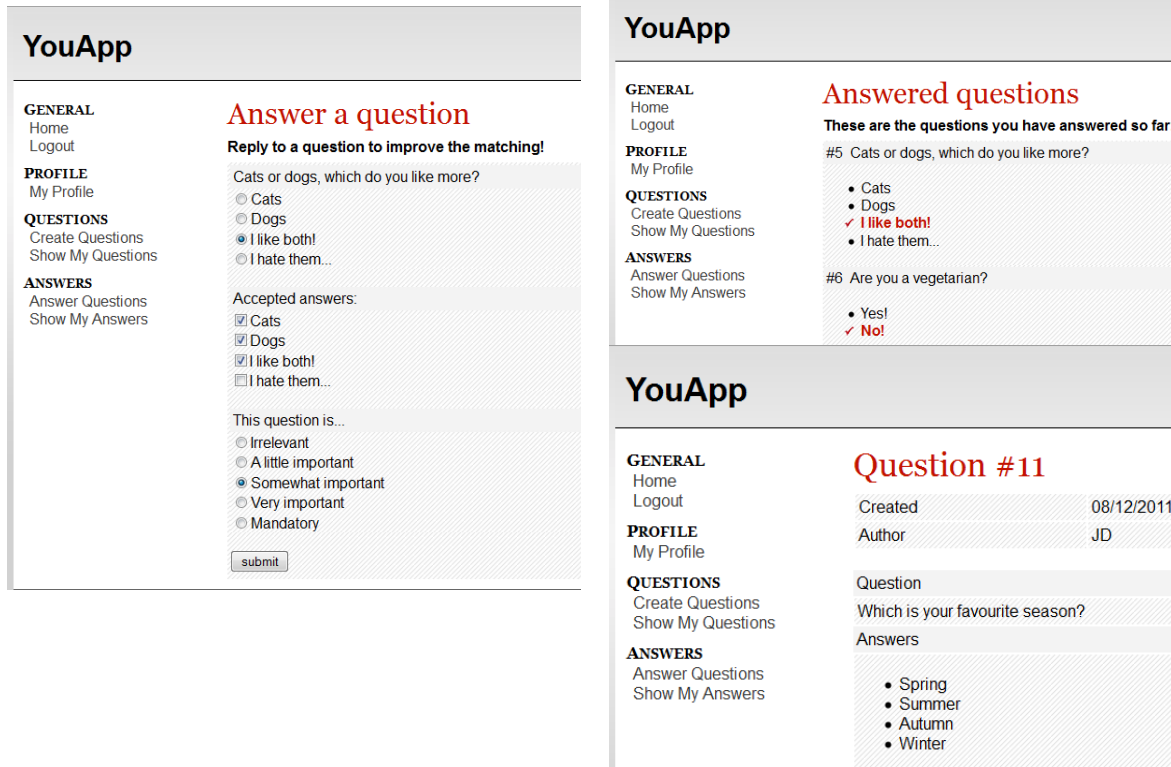 YouApp
GENERAL
Home
Logout
PROFILE
My Profile
QUESTIONS
Create Questions
Show My Questions
ANSWERS
Answer Questions
Show My Answers
Answer a question
Reply to a question to improve the matching!
Cats or dogs, which do you like more?
Cats
Dogs
I like both!
I hate them...
Accepted answers:
Cats
Dogs
I like both!
I hate them...
This question is...
Irrelevant
A little important
Somewhat important
Very important
Mandatory
submit
YouApp
GENERAL
Home
Logout
PROFILE
My Profile
QUESTIONS
Create Questions
Show My Questions
ANSWERS
Answer Questions
Show My Answers
Answered questions
These are the questions you have answered so far
#5 Cats or dogs, which do you like more?
Cats
Dogs
I like both!
I hate them...
#6 Are you a vegetarian?
Yes!
No!
YouApp
GENERAL
Home
Logout
PROFILE
My Profile
QUESTIONS
Create Questions
Show My Questions
ANSWERS
Answer Questions
Show My Answers
Question #11
Created 08/12/2011
Author JD
Question
Which is your favourite season?
Answers
Spring
Summer
Autumn
Winter